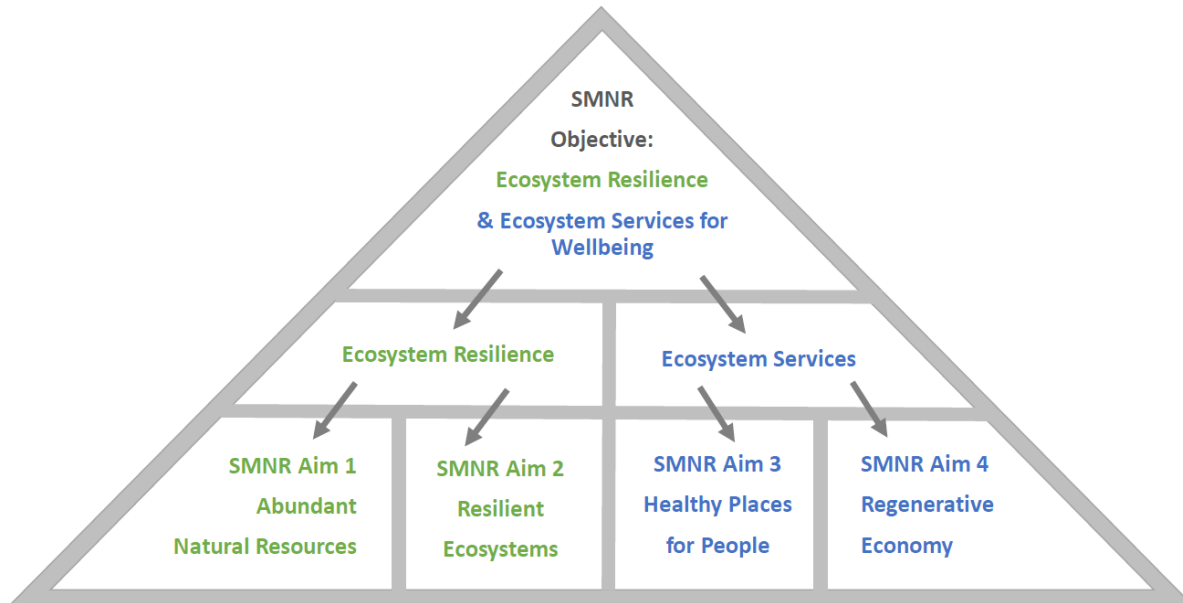 SMNR
Objective:
Ecosystem Resilience
& Ecosystem Services for
Wellbeing
Ecosystem Resilience
Ecosystem Services
SMNR Aim 1
Abundant
Natural Resources
SMNR Aim 2
Resilient
Ecosystems
SMNR Aim 3
Healthy Places
for People
SMNR Aim 4
Regenerative
Economy